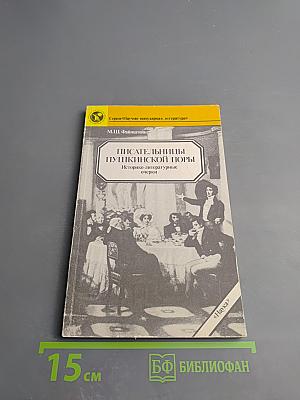 Серия «Научно-популярная литература»
М.Ш. Файнштейн
ПИСАТЕЛЬНИЦЫ
ПУШКИНСКОЙ ПОРЫ
Историко-литературные
очерки
«Наука»
15 см
БФ БИБЛИОФАН